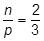 n/p = 2/3